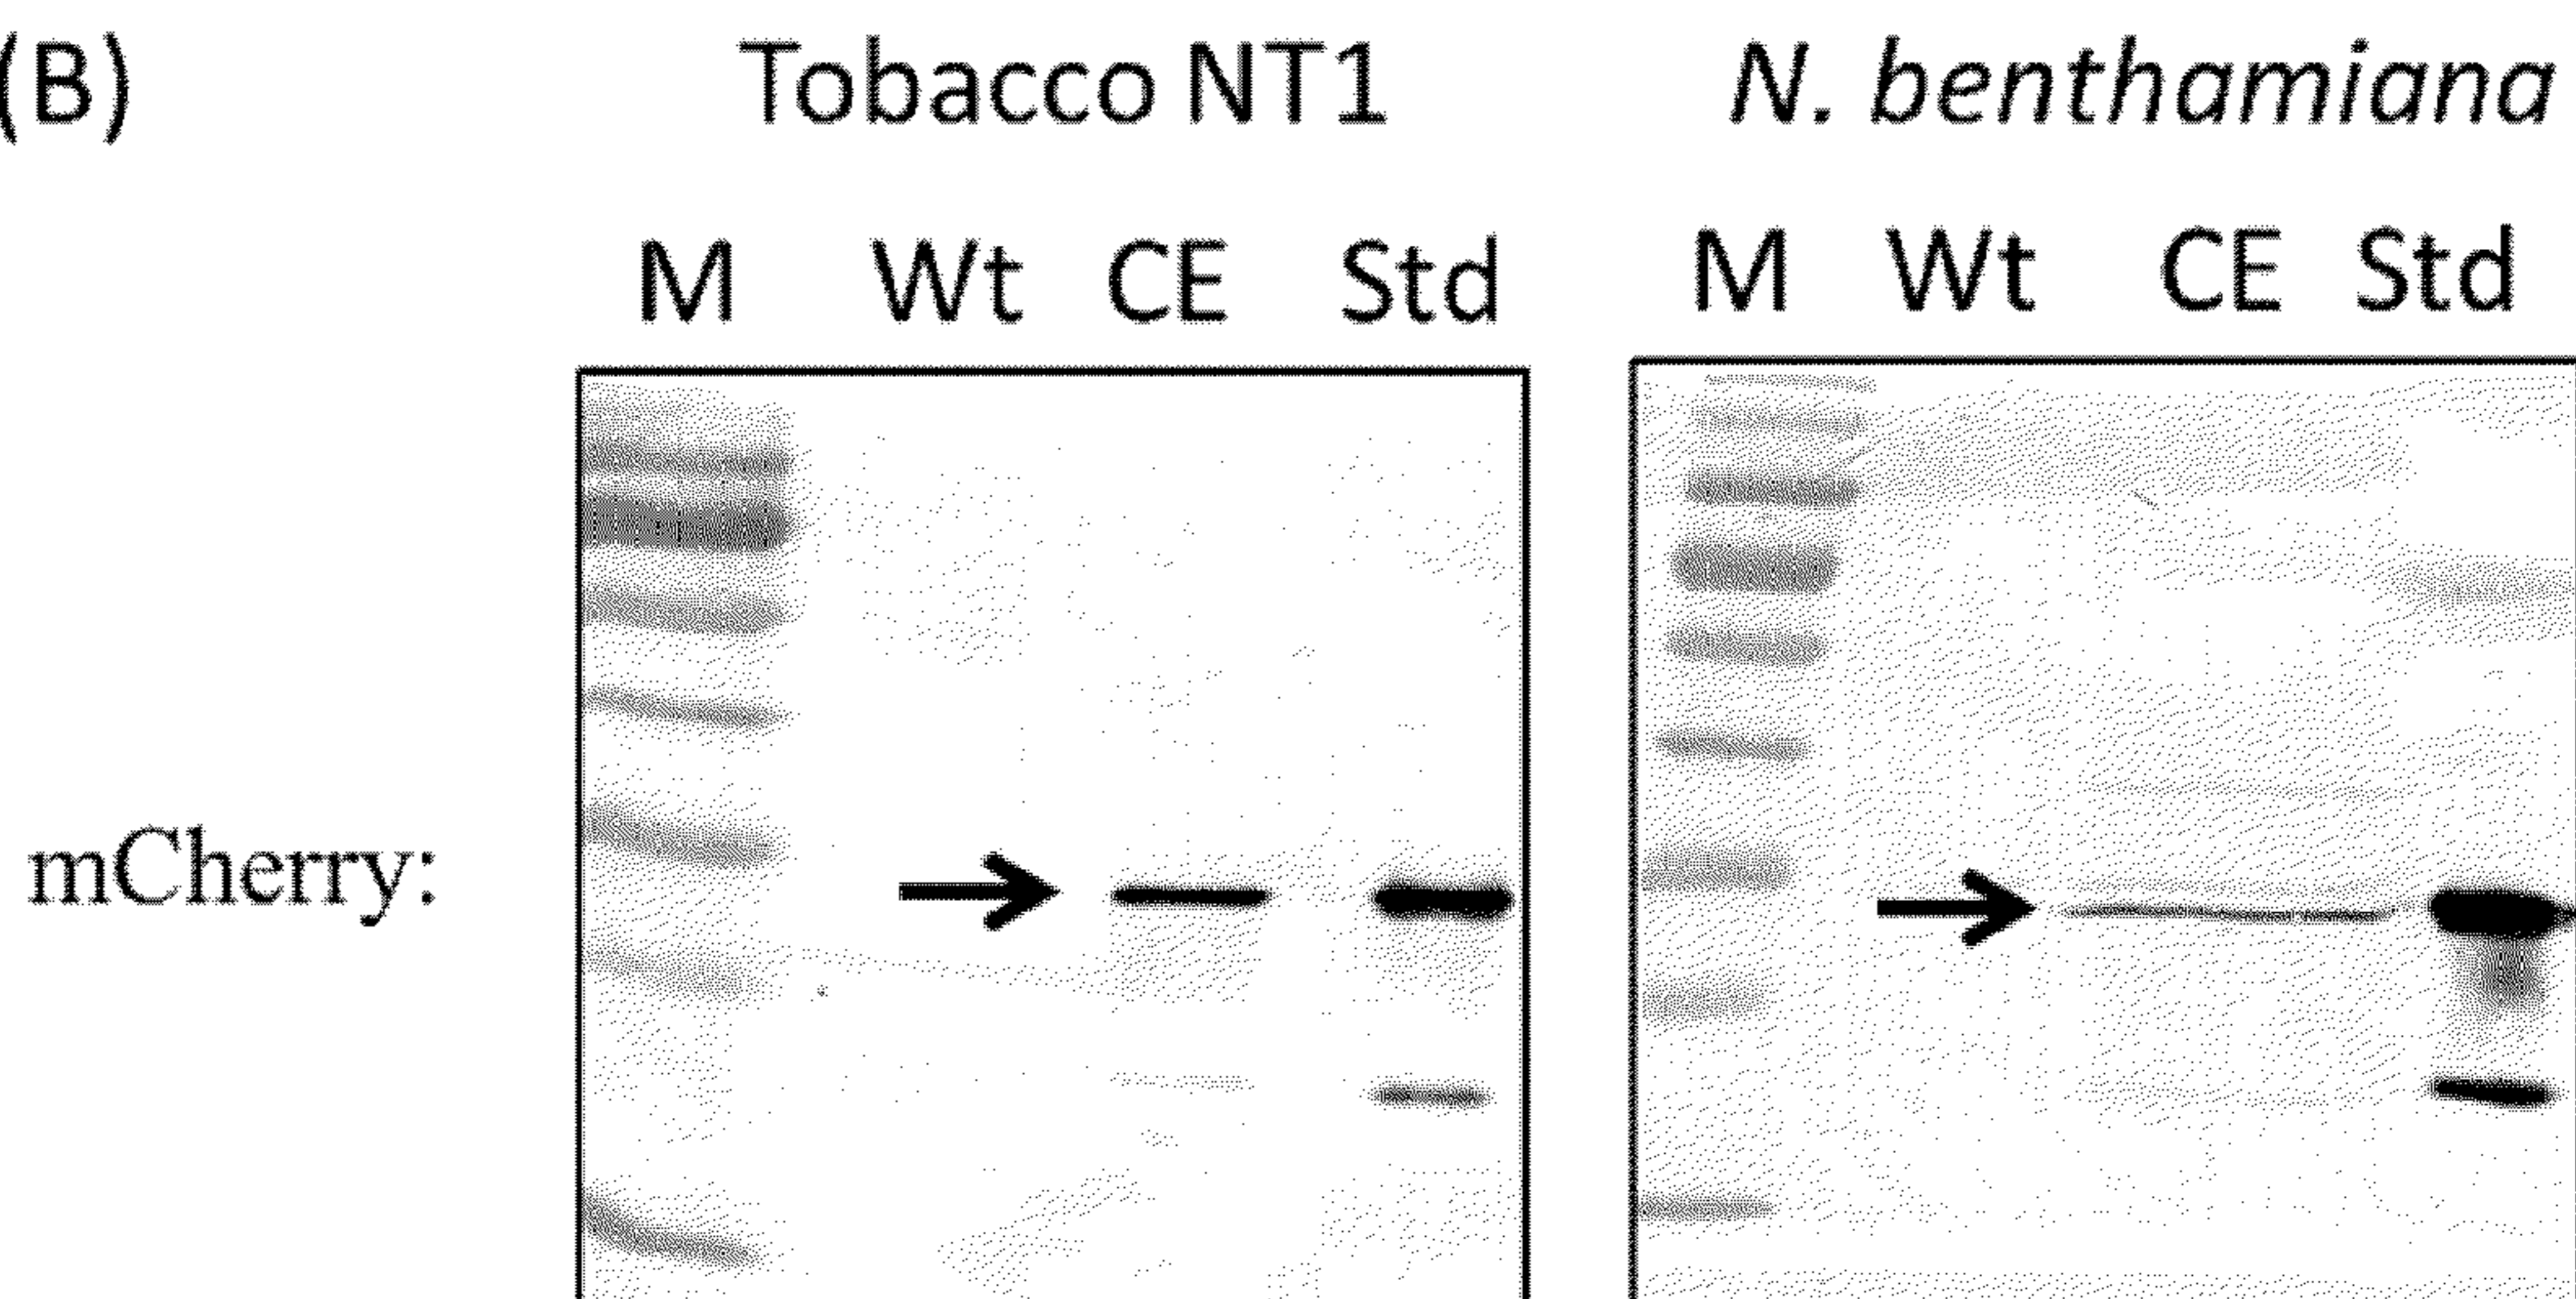 (B) Tobacco NT1 N. benthamiana
M Wt CE Std M Wt CE Std
mCherry: